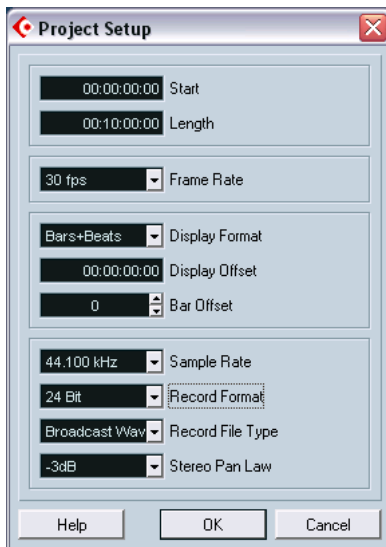 Project Setup
00:00:00:00 Start
00:10:00:00 Length
30 fps Frame Rate
Bars+Beats Display Format
00:00:00:00 Display Offset
0 Bar Offset
44.100 kHz Sample Rate
24 Bit Record Format
Broadcast Wav Record File Type
-3dB Stereo Pan Law
Help OK Cancel